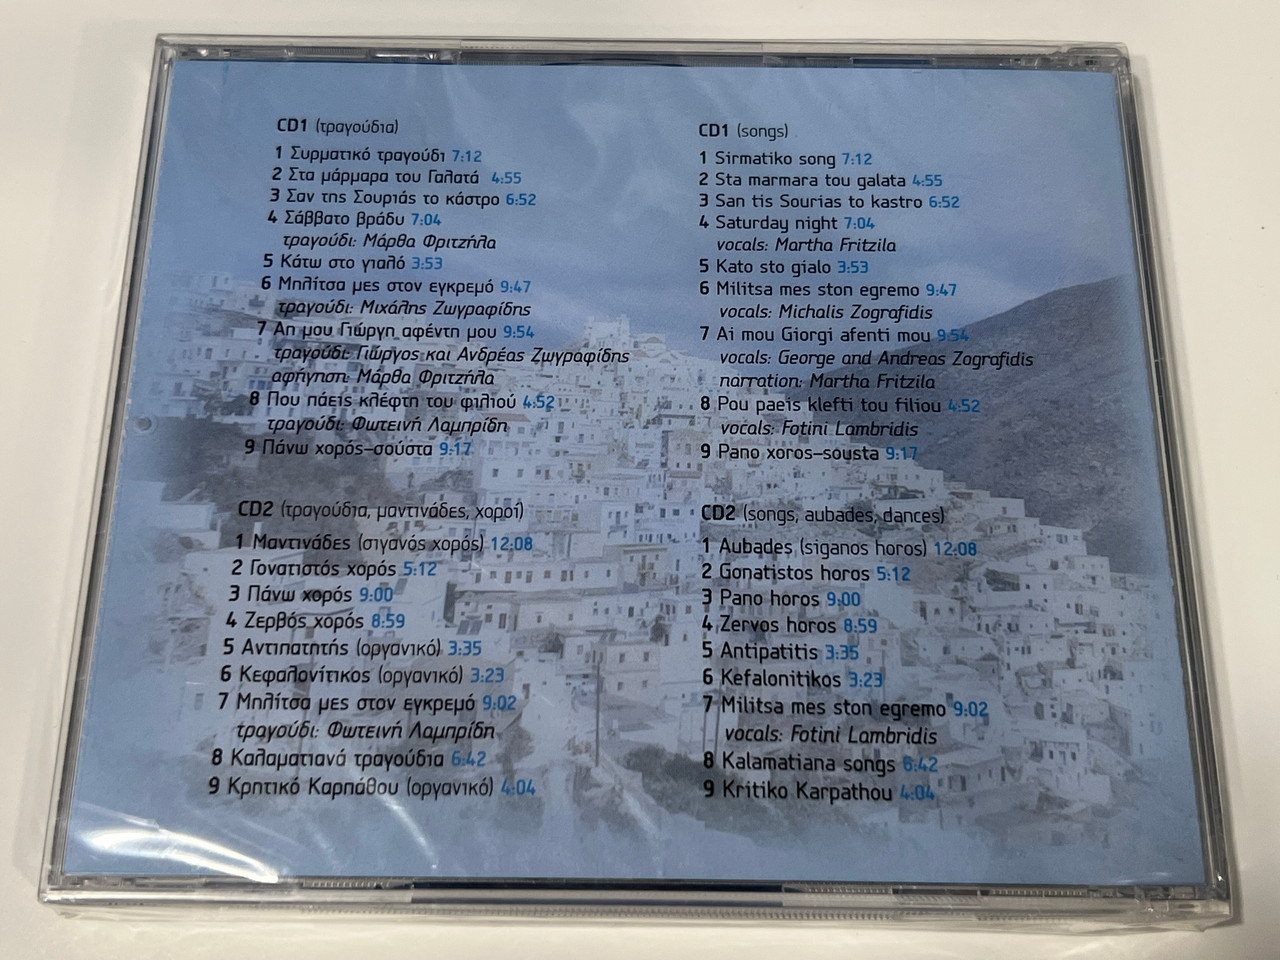 CD1 (τραγούδια)
1 Συρματικό τραγούδι 7:12
2 Στα μάρμαρα του Γαλατά 4:55
3 Σαν της Σουριάς το κάστρο 6:52
4 Σάββατο βράδυ 7:04
τραγούδι: Μάρθα Φριτζήλα
5 Κάτω στο γιαλό 3:53
6 Μηλίτσα μες στον εγκρεμό 9:47
τραγούδι: Μιχάλης Ζωγραφίδης
7 Αη μου Γιώργη αφέντη μου 9:54
τραγούδι: Γιώργος και Ανδρέας Ζωγραφίδης
αφήγηση: Μάρθα Φριτζήλα
8 Που πάεις κλέφτη του φιλιού 4:52
τραγούδι: Φωτεινή Λαμπρίδη
9 Πάνω χορός–σούστα 9:17
CD2 (τραγούδια, μαντινάδες, χοροί)
1 Μαντινάδες (σιγανός χορός) 12:08
2 Γονατιστός χορός 5:12
3 Πάνω χορός 9:00
4 Ζερβός χορός 8:59
5 Αντιπατητής (οργανικό) 3:35
6 Κεφαλονίτικος (οργανικό) 3:23
7 Μηλίτσα μες στον εγκρεμό 9:02
τραγούδι: Φωτεινή Λαμπρίδη
8 Καλαματιανά τραγούδια 6:42
9 Κρητικό Καρπάθου (οργανικό) 4:04
CD1 (songs)
1 Sirmatiko song 7:12
2 Sta marmara tou galata 4:55
3 San tis Sourias to kastro 6:52
4 Saturday night 7:04
vocals: Martha Fritzila
5 Kato sto gialo 3:53
6 Militsa mes ston egremo 9:47
vocals: Michalis Zografidis
7 Ai mou Giorgi afenti mou 9:54
vocals: George and Andreas Zografidis
narration: Martha Fritzila
8 Pou paeis klefti tou filiou 4:52
vocals: Fotini Lambridis
9 Pano xoros–sousta 9:17
CD2 (songs, aubades, dances)
1 Aubades (siganos horos) 12:08
2 Gonatistos horos 5:12
3 Pano horos 9:00
4 Zervos horos 8:59
5 Antipatitis 3:35
6 Kefalonitikos 3:23
7 Militsa mes ston egremo 9:02
vocals: Fotini Lambridis
8 Kalamatiana songs 6:42
9 Kritiko Karpathou 4:04